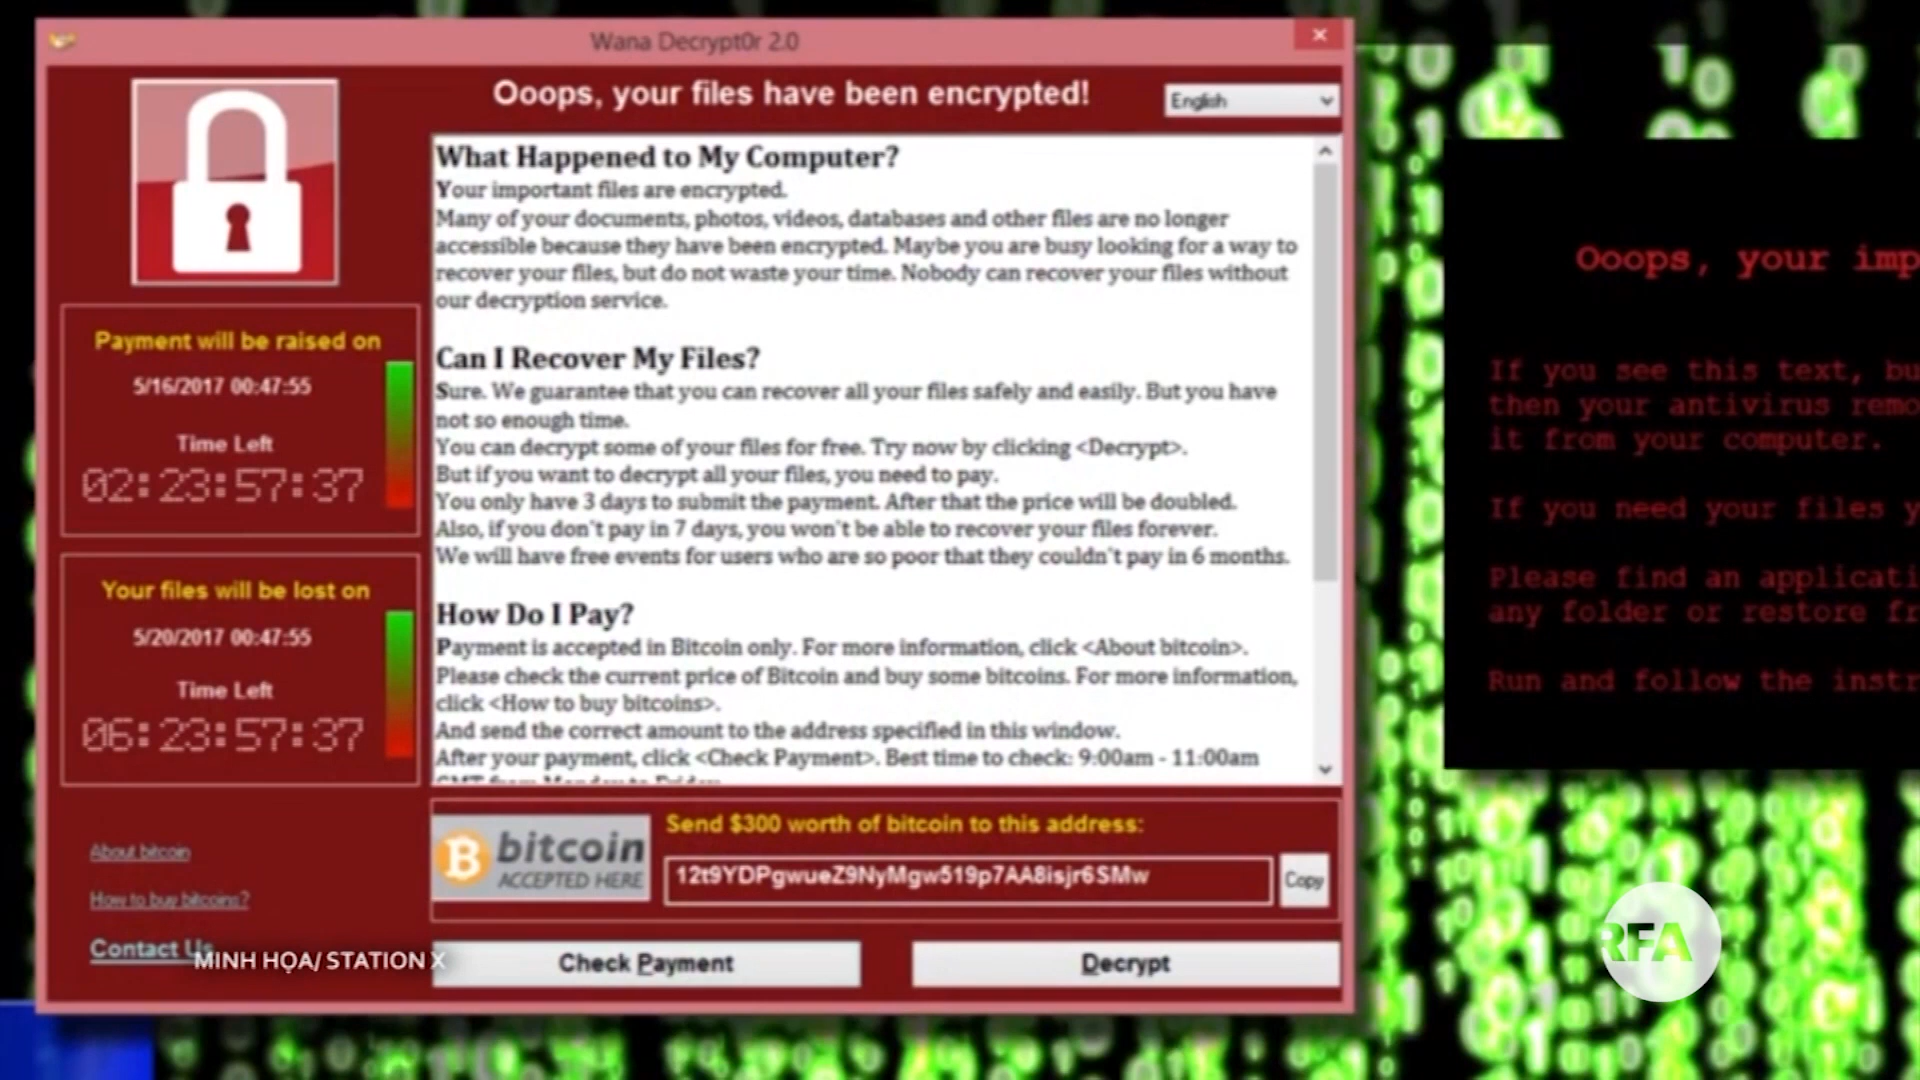 Wana Decrypt0r 2.0
Ooops, your files have been encrypted!
English
What Happened to My Computer?
Your important files are encrypted.
Many of your documents, photos, videos, databases and other files are no longer
accessible because they have been encrypted. Maybe you are busy looking for a way to
recover your files, but do not waste your time. Nobody can recover your files without
our decryption service.
Can I Recover My Files?
Sure. We guarantee that you can recover all your files safely and easily. But you have
not so enough time.
You can decrypt some of your files for free. Try now by clicking <Decrypt>.
But if you want to decrypt all your files, you need to pay.
You only have 3 days to submit the payment. After that the price will be doubled.
Also, if you don't pay in 7 days, you won't be able to recover your files forever.
We will have free events for users who are so poor that they couldn't pay in 6 months.
How Do I Pay?
Payment is accepted in Bitcoin only. For more information, click <About bitcoin>.
Please check the current price of Bitcoin and buy some bitcoins. For more information,
click <How to buy bitcoins>.
And send the correct amount to the address specified in this window.
After your payment, click <Check Payment>. Best time to check: 9:00am - 11:00am
GMT from Monday to Friday.
Payment will be raised on
5/16/2017 00:47:55
Time Left
02:23:57:37
Your files will be lost on
5/20/2017 00:47:55
Time Left
06:23:57:37
About bitcoin
How to buy bitcoins?
Contact Us
bitcoin
ACCEPTED HERE
Send $300 worth of bitcoin to this address:
12t9YDPgwueZ9NyMgw519p7AA8isjr6SMw
Copy
Check Payment
Decrypt
MINH HỌA/ STATION X
Ooops, your imp
If you see this text, bu
then your antivirus remo
it from your computer.
If you need your files y
Please find an applicati
any folder or restore fr
Run and follow the instr
RFA